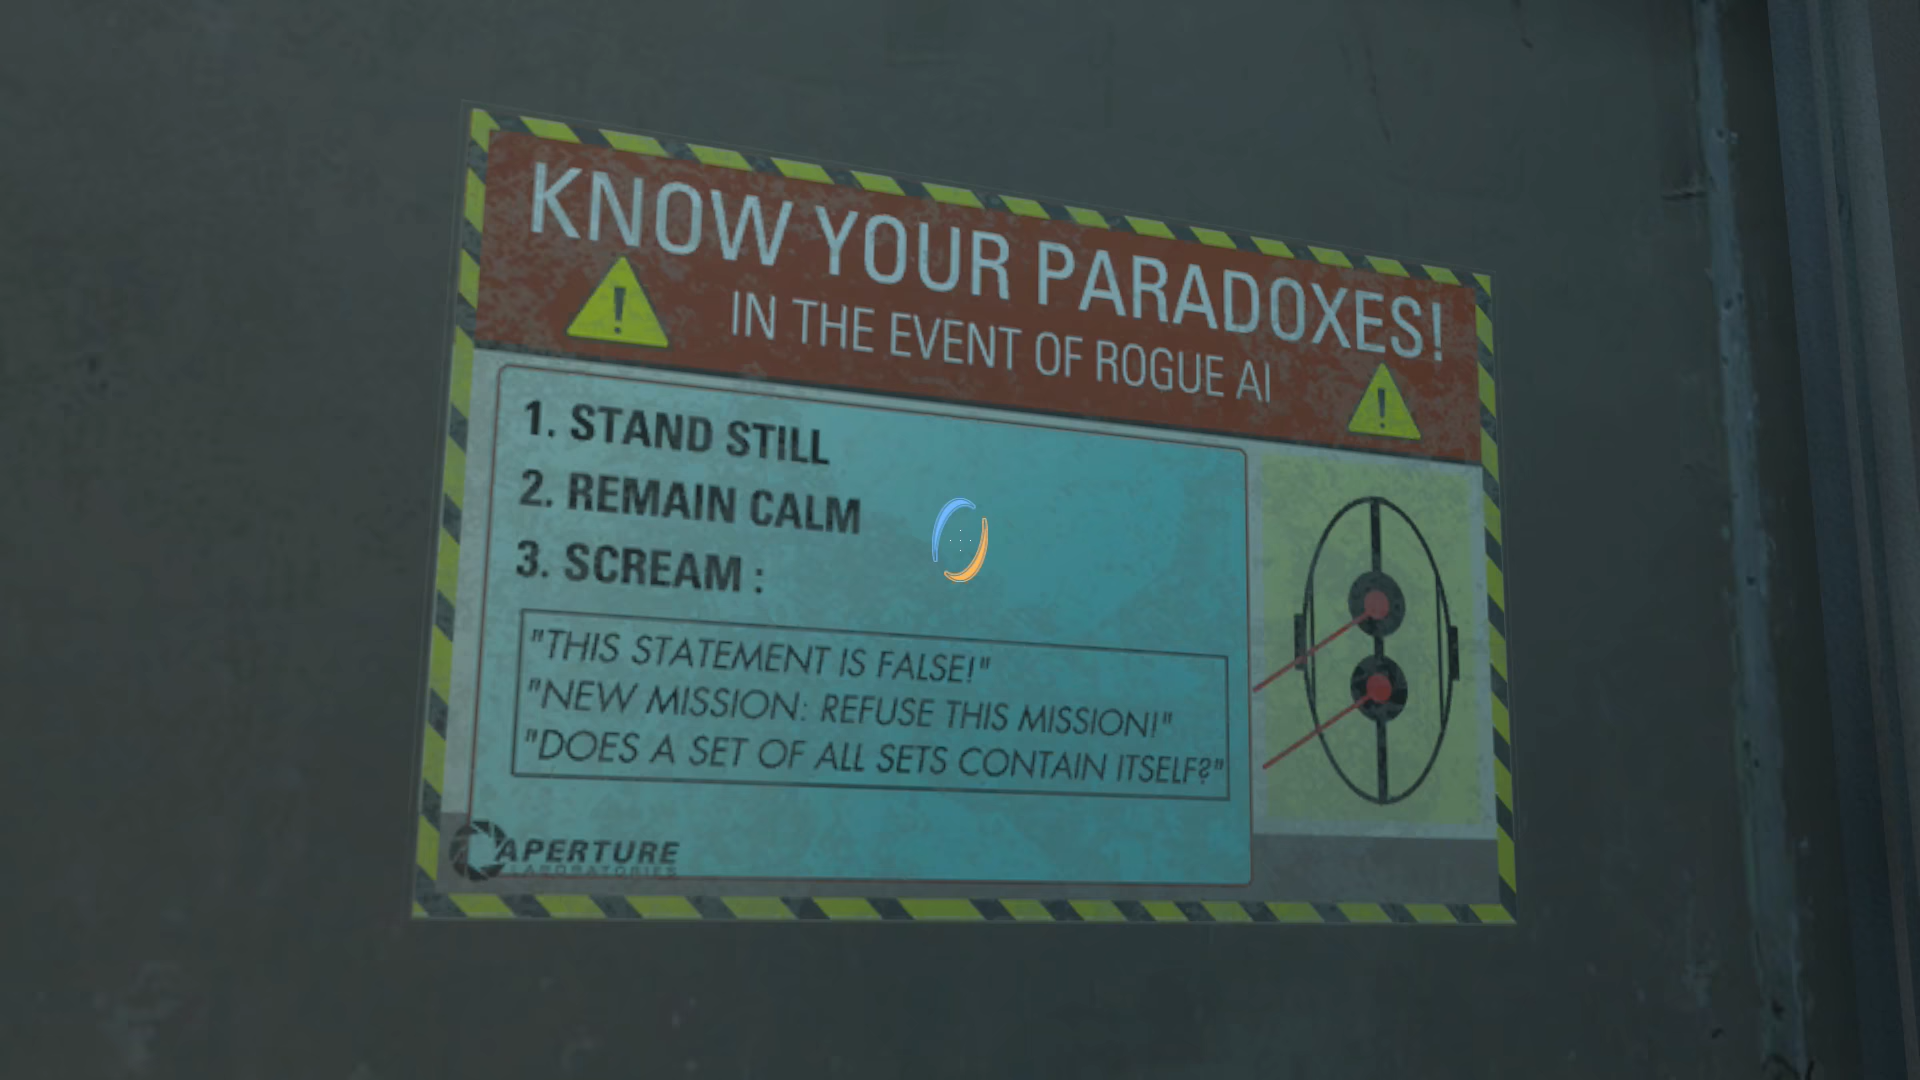 KNOW YOUR PARADOXES!
IN THE EVENT OF ROGUE AI
1. STAND STILL
2. REMAIN CALM
3. SCREAM :
"THIS STATEMENT IS FALSE!"
"NEW MISSION: REFUSE THIS MISSION!"
"DOES A SET OF ALL SETS CONTAIN ITSELF?"
APERTURE
LABORATORIES